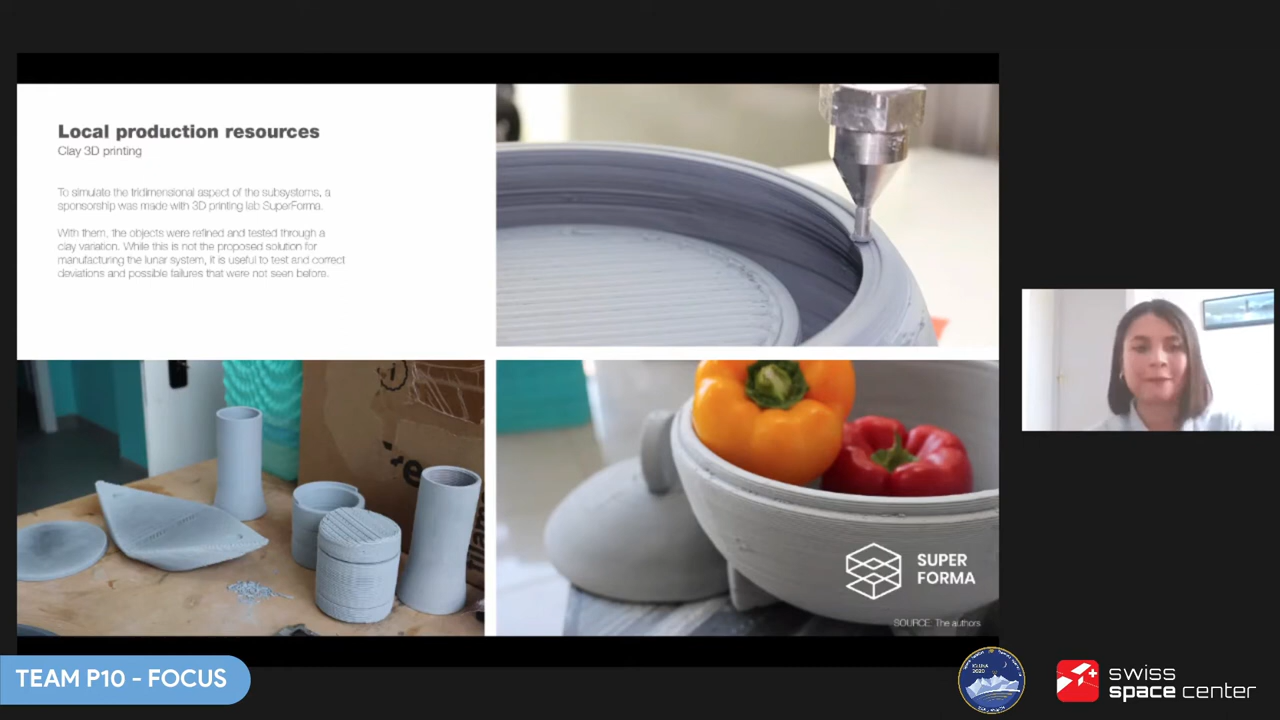 Local production resources
Clay 3D printing
To simulate the tridimensional aspect of the subsystems, a
sponsorship was made with 3D printing lab SuperForma.
With them, the objects were refined and tested through a
clay variation. While this is not the proposed solution for
manufacturing the lunar system, it is useful to test and correct
deviations and possible failures that were not seen before.
SUPER
FORMA
SOURCE: The authors
TEAM P10 - FOCUS
IGLUNA
2020
swiss
space center